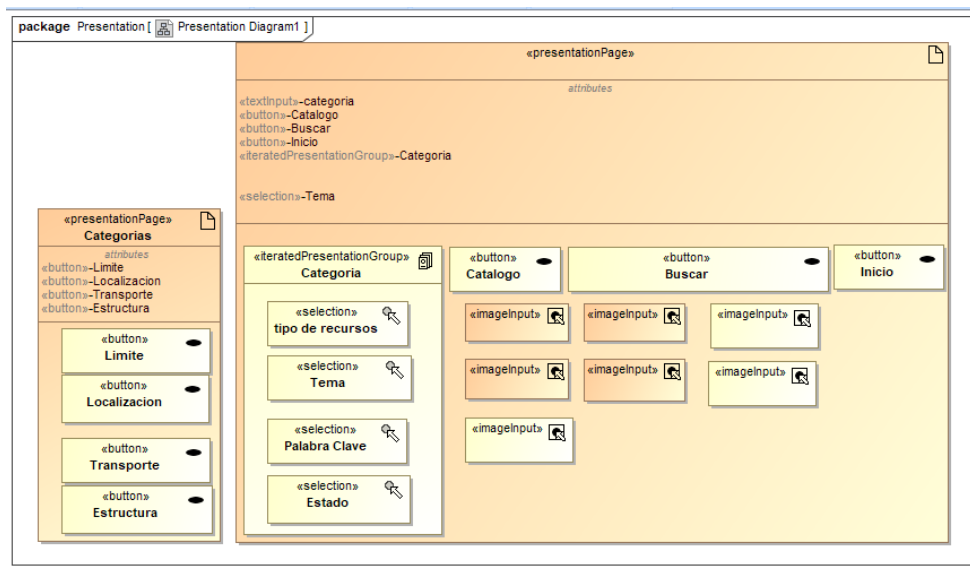 package Presentation [ Presentation Diagram1 ]
«presentationPage»
attributes
«textInput»-categoria
«button»-Catalogo
«button»-Buscar
«button»-Inicio
«iteratedPresentationGroup»-Categoria
«selection»-Tema
«presentationPage»
Categorias
attributes
«button»-Limite
«button»-Localizacion
«button»-Transporte
«button»-Estructura
«button»
Limite
«button»
Localizacion
«button»
Transporte
«button»
Estructura
«iteratedPresentationGroup»
Categoria
«selection»
tipo de recursos
«selection»
Tema
«selection»
Palabra Clave
«selection»
Estado
«button»
Catalogo
«button»
Buscar
«button»
Inicio
«imageInput»
«imageInput»
«imageInput»
«imageInput»
«imageInput»
«imageInput»
«imageInput»